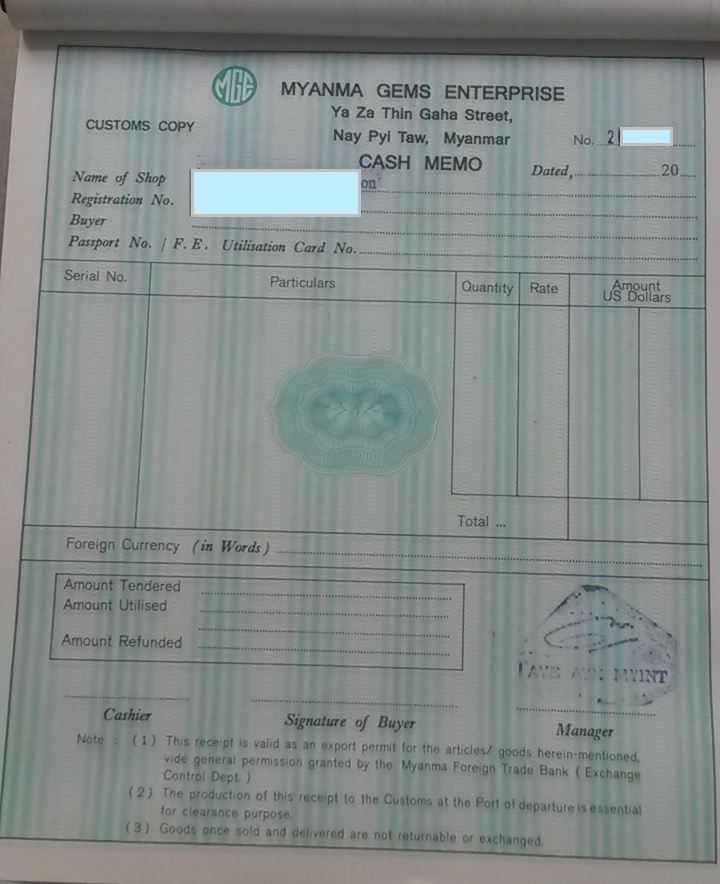 MGE
MYANMA GEMS ENTERPRISE
Ya Za Thin Gaha Street,
Nay Pyi Taw, Myanmar
CUSTOMS COPY
No. 2
CASH MEMO
Dated, 20
Name of Shop on
Registration No.
Buyer
Passport No. / F. E. Utilisation Card No.
Serial No. Particulars Quantity Rate Amount
US Dollars
Total ...
Foreign Currency (in Words)
Amount Tendered
Amount Utilised
Amount Refunded
MYINT
Cashier Signature of Buyer Manager
Note : (1) This receipt is valid as an export permit for the articles/ goods herein-mentioned,
vide general permission granted by the Myanma Foreign Trade Bank ( Exchange
Control Dept. )
(2) The production of this receipt to the Customs at the Port of departure is essential
for clearance purpose.
(3) Goods once sold and delivered are not returnable or exchanged.